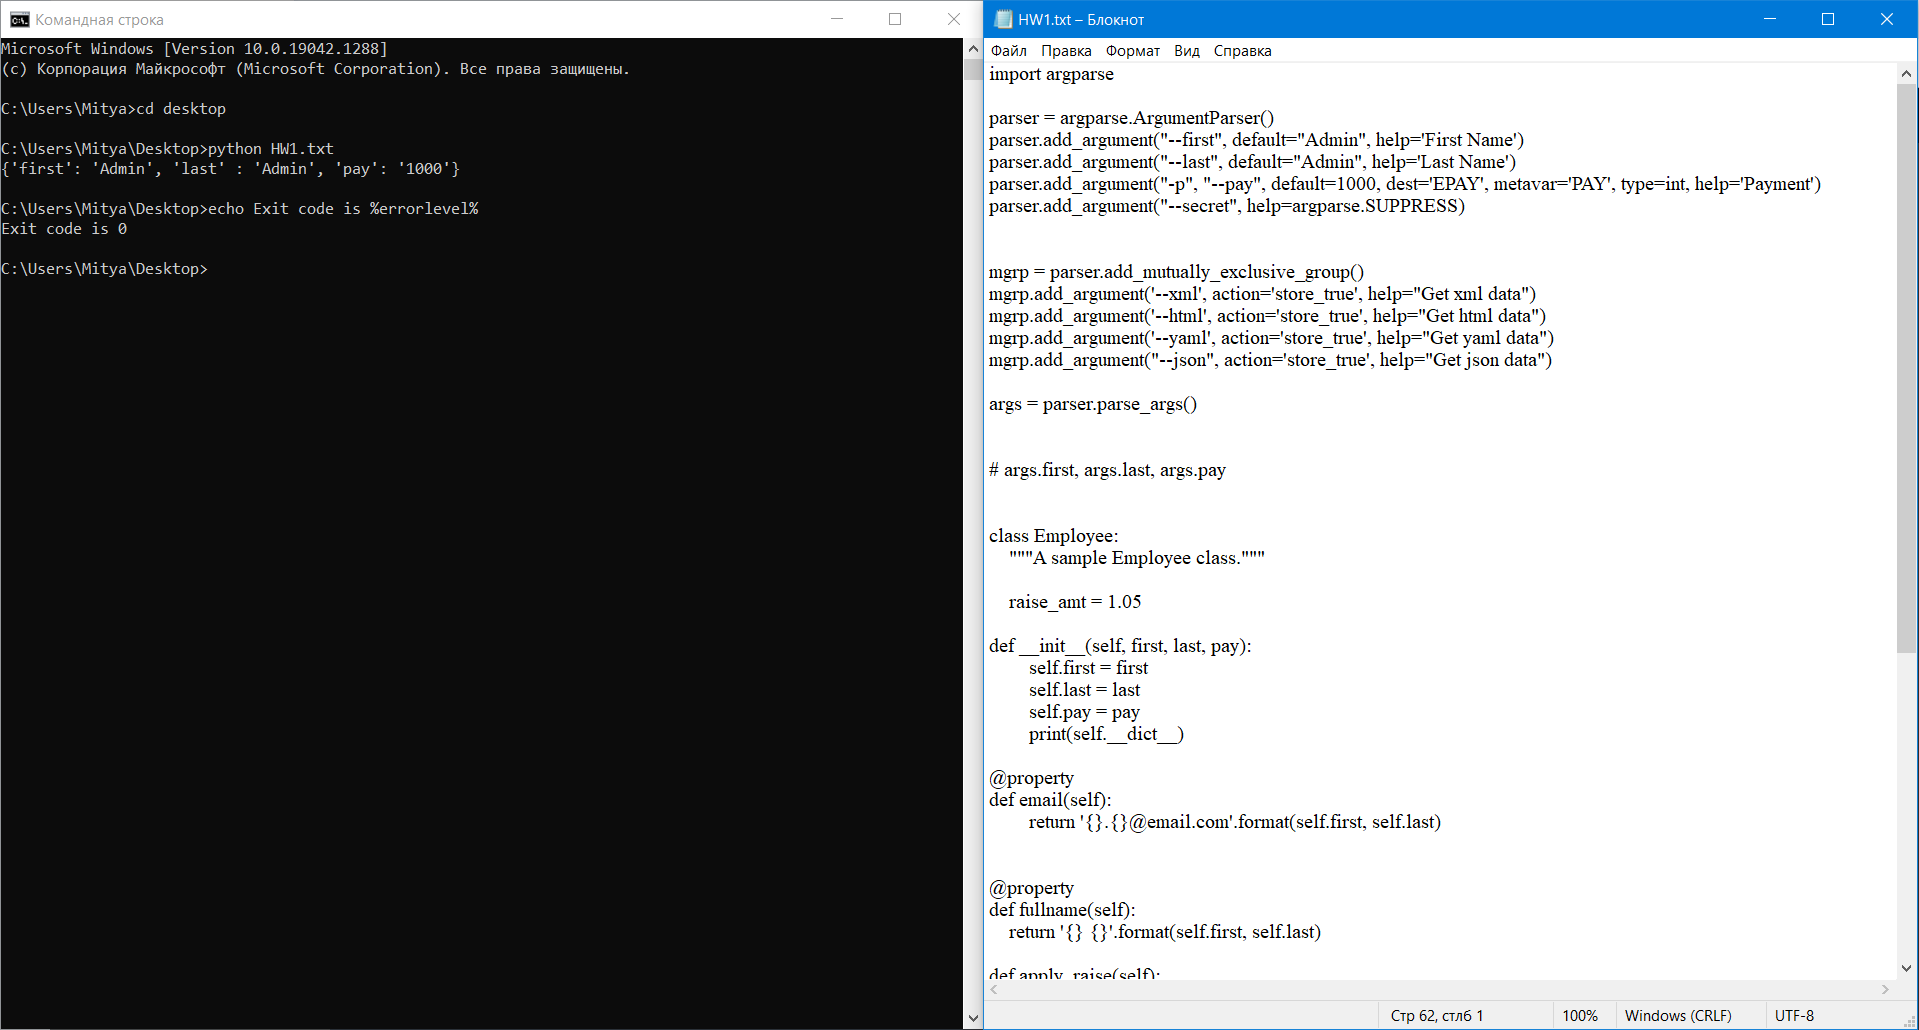 Командная строка
Microsoft Windows [Version 10.0.19042.1288]
(c) Корпорация Майкрософт (Microsoft Corporation). Все права защищены.
C:\Users\Mitya>cd desktop
C:\Users\Mitya\Desktop>python HW1.txt
{'first': 'Admin', 'last' : 'Admin', 'pay': '1000'}
C:\Users\Mitya\Desktop>echo Exit code is %errorlevel%
Exit code is 0
C:\Users\Mitya\Desktop>
HW1.txt – Блокнот
Файл Правка Формат Вид Справка
import argparse
parser = argparse.ArgumentParser()
parser.add_argument("--first", default="Admin", help='First Name')
parser.add_argument("--last", default="Admin", help='Last Name')
parser.add_argument("-p", "--pay", default=1000, dest='EPAY', metavar='PAY', type=int, help='Payment')
parser.add_argument("--secret", help=argparse.SUPPRESS)
mgrp = parser.add_mutually_exclusive_group()
mgrp.add_argument('--xml', action='store_true', help="Get xml data")
mgrp.add_argument('--html', action='store_true', help="Get html data")
mgrp.add_argument('--yaml', action='store_true', help="Get yaml data")
mgrp.add_argument("--json", action='store_true', help="Get json data")
args = parser.parse_args()
# args.first, args.last, args.pay
class Employee:
    """A sample Employee class."""
    raise_amt = 1.05
def __init__(self, first, last, pay):
        self.first = first
        self.last = last
        self.pay = pay
        print(self.__dict__)
@property
def email(self):
        return '{}.{}@email.com'.format(self.first, self.last)
@property
def fullname(self):
    return '{} {}'.format(self.first, self.last)
def apply_raise(self):
Стр 62, стлб 1 100% Windows (CRLF) UTF-8